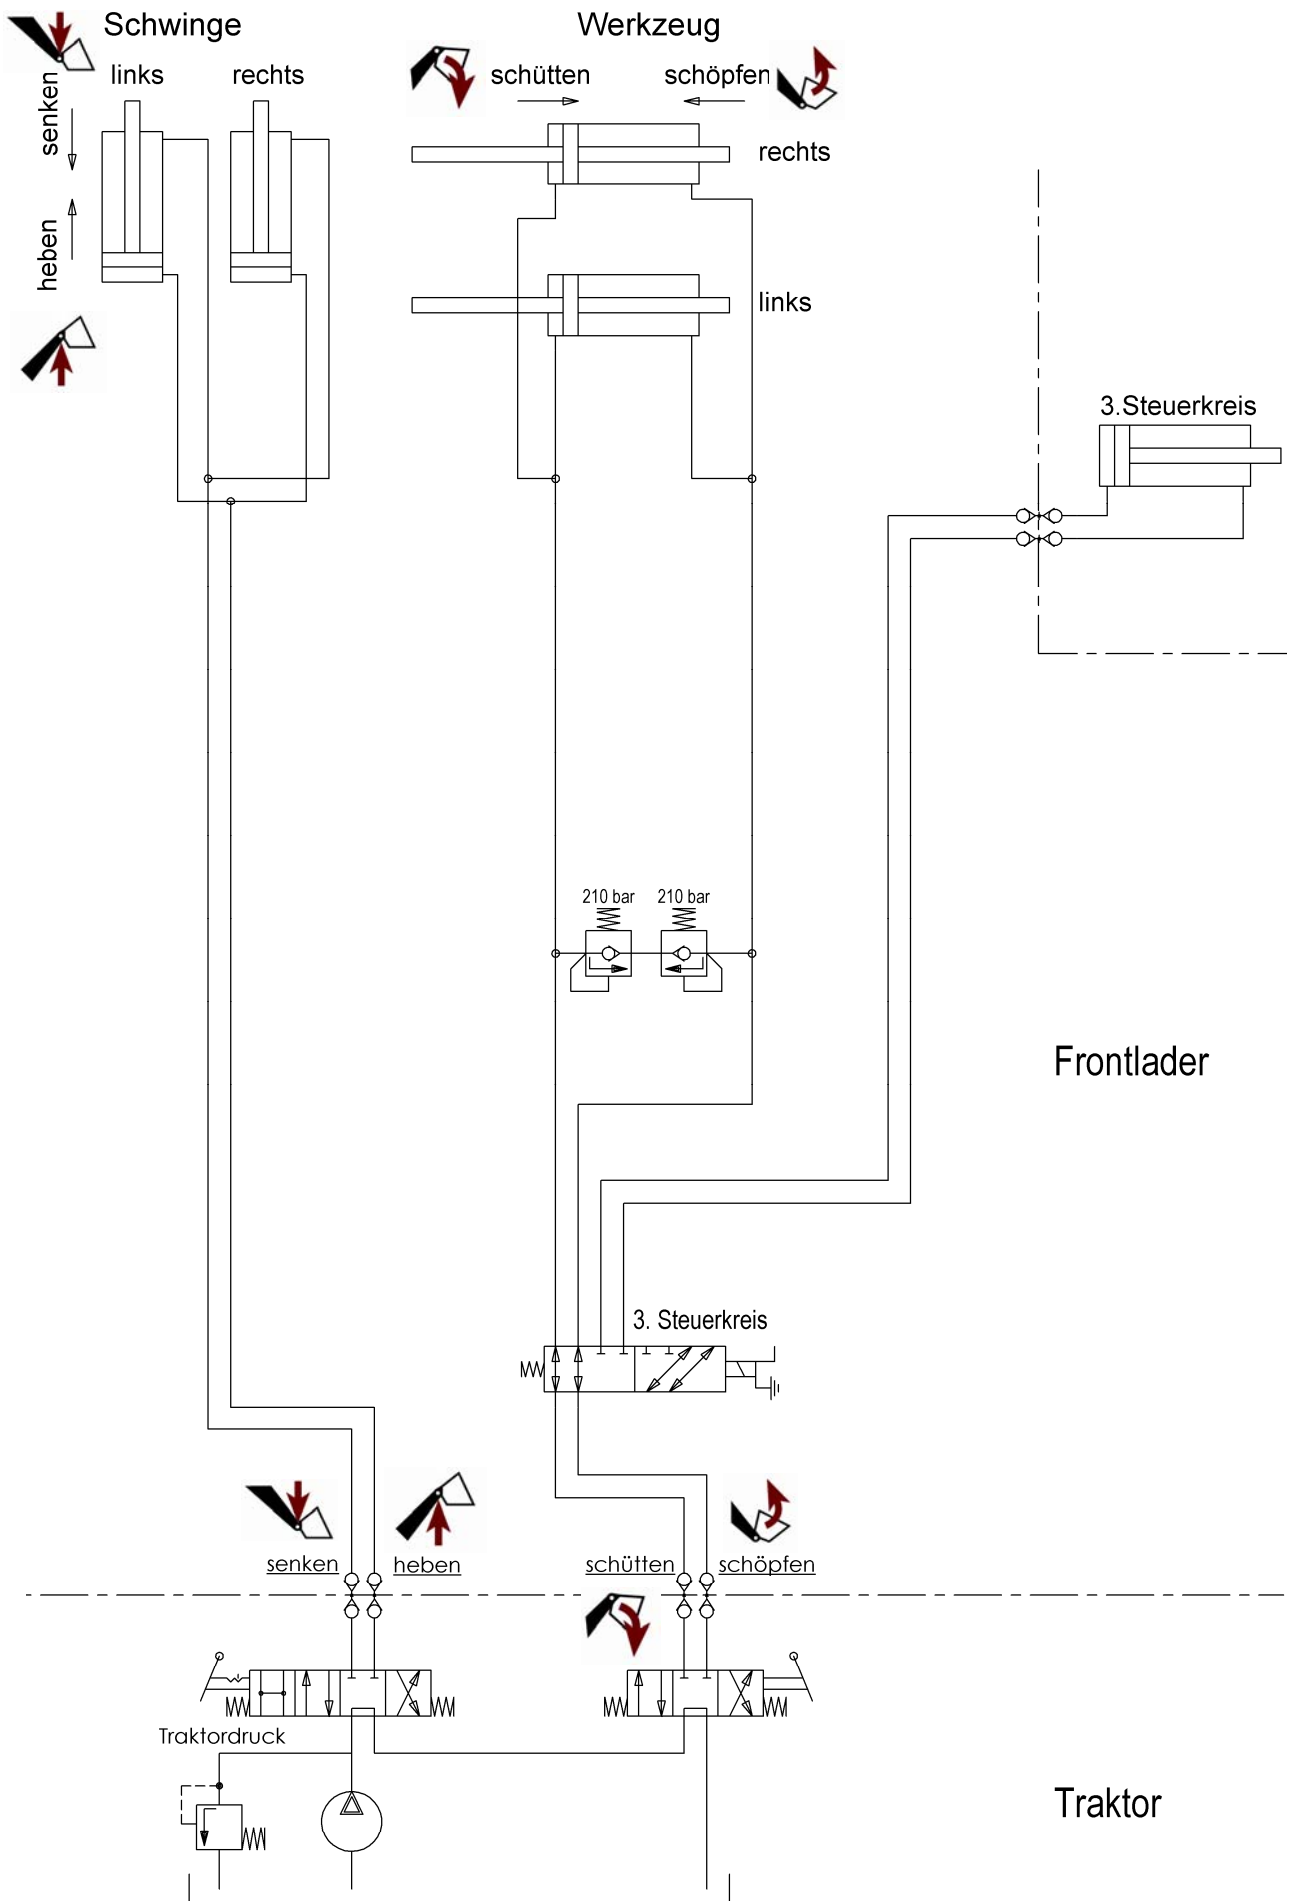 Schwinge
Werkzeug
links
rechts
schütten
schöpfen
senken
heben
rechts
links
3.Steuerkreis
210 bar
210 bar
Frontlader
3. Steuerkreis
senken
heben
schütten
schöpfen
Traktordruck
Traktor